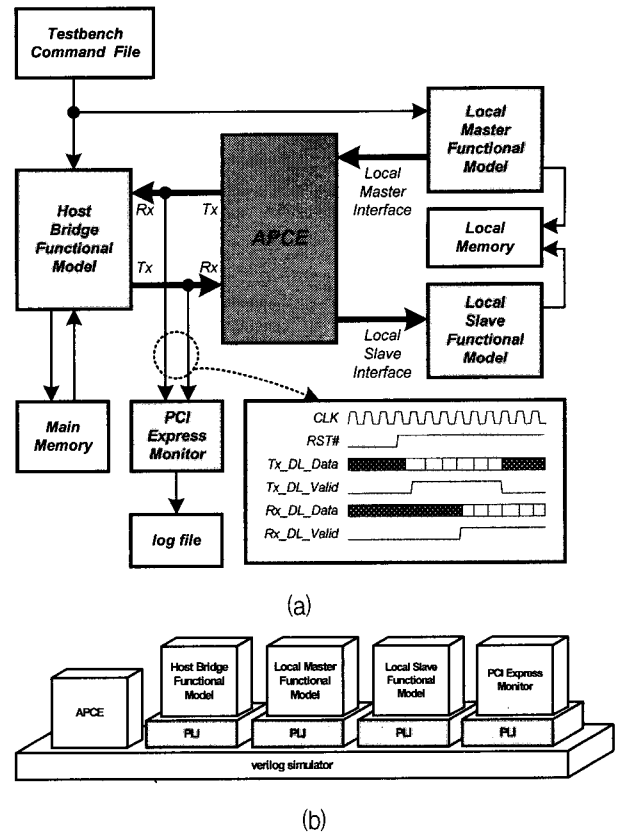 Testbench
Command File
Local
Master
Functional
Model
Local
Master
Interface
Host
Bridge
Functional
Model
Rx
Tx
Tx
Rx
APCE
Local
Memory
Local
Slave
Functional
Model
Local
Slave
Interface
Main
Memory
PCI
Express
Monitor
log file
CLK
RST#
Tx_DL_Data
Tx_DL_Valid
Rx_DL_Data
Rx_DL_Valid
(a)
APCE
Host Bridge
Functional
Model
Local Master
Functional
Model
Local Slave
Functional
Model
PCI Express
Monitor
PLI
PLI
PLI
PLI
verilog simulator
(b)